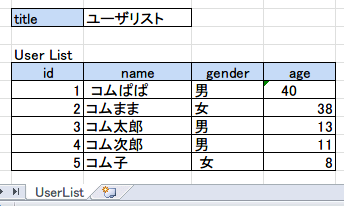 title ユーザリスト
User List
id name gender age
1 コムぱぱ 男 40
2 コムまま 女 38
3 コム太郎 男 13
4 コム次郎 男 11
5 コム子 女 8
UserList